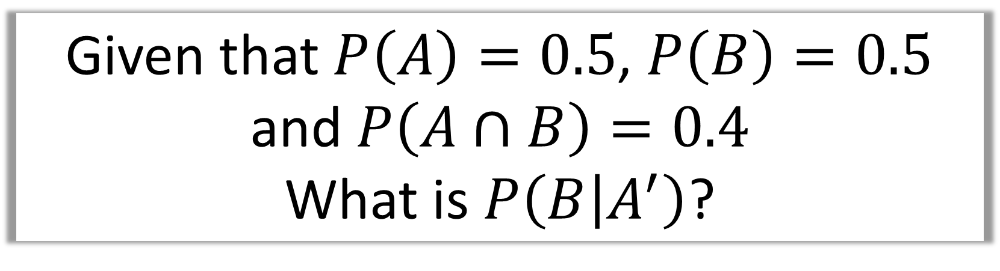 Given that P(A) = 0.5, P(B) = 0.5
and P(A ∩ B) = 0.4
What is P(B|A′)?